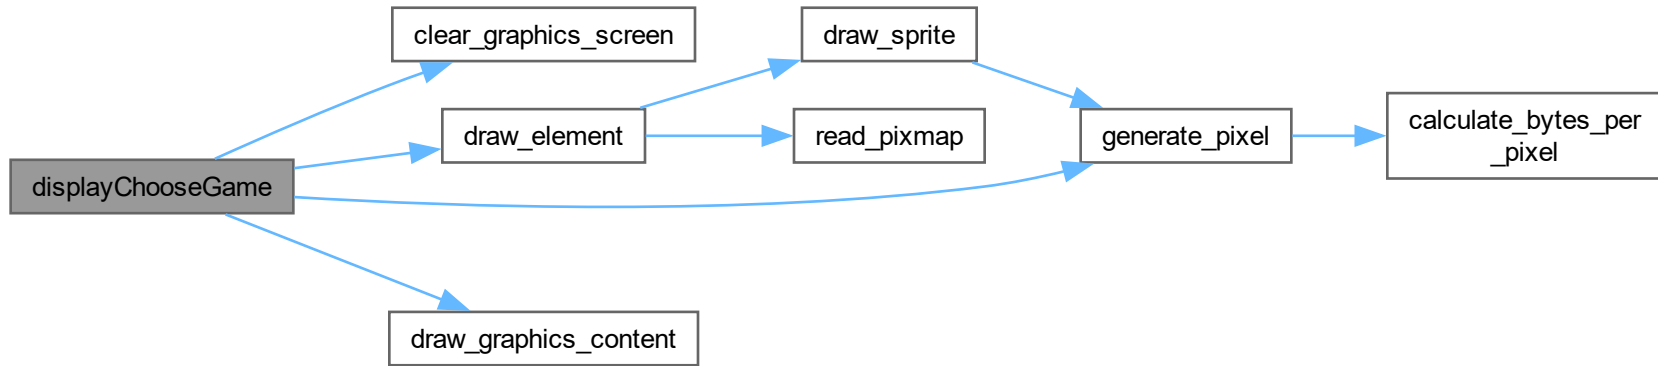 clear_graphics_screen
draw_sprite
draw_element
read_pixmap
generate_pixel
calculate_bytes_per
_pixel
displayChooseGame
draw_graphics_content